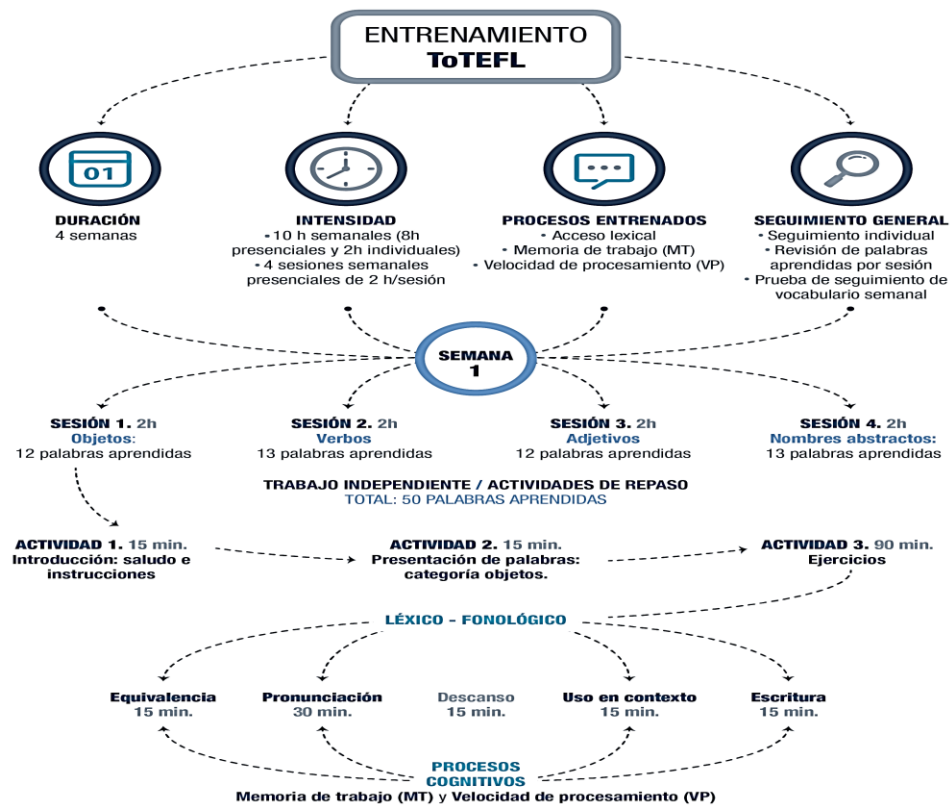 ENTRENAMIENTO
ToTEFL
01
DURACIÓN
4 semanas
INTENSIDAD
• 10 h semanales (8h
presenciales y 2h individuales)
• 4 sesiones semanales
presenciales de 2 h/sesión
PROCESOS ENTRENADOS
• Acceso lexical
• Memoria de trabajo (MT)
• Velocidad de procesamiento (VP)
SEGUIMIENTO GENERAL
• Seguimiento individual
• Revisión de palabras
aprendidas por sesión
• Prueba de seguimiento de
vocabulario semanal
SEMANA
1
SESIÓN 1. 2h
Objetos:
12 palabras aprendidas
SESIÓN 2. 2h
Verbos
13 palabras aprendidas
SESIÓN 3. 2h
Adjetivos
12 palabras aprendidas
SESIÓN 4. 2h
Nombres abstractos:
13 palabras aprendidas
TRABAJO INDEPENDIENTE / ACTIVIDADES DE REPASO
TOTAL: 50 PALABRAS APRENDIDAS
ACTIVIDAD 1. 15 min.
Introducción: saludo e
instrucciones
ACTIVIDAD 2. 15 min.
Presentación de palabras:
categoría objetos.
ACTIVIDAD 3. 90 min.
Ejercicios
LÉXICO - FONOLÓGICO
Equivalencia
15 min.
Pronunciación
30 min.
Descanso
15 min.
Uso en contexto
15 min.
Escritura
15 min.
PROCESOS
COGNITIVOS
Memoria de trabajo (MT) y Velocidad de procesamiento (VP)